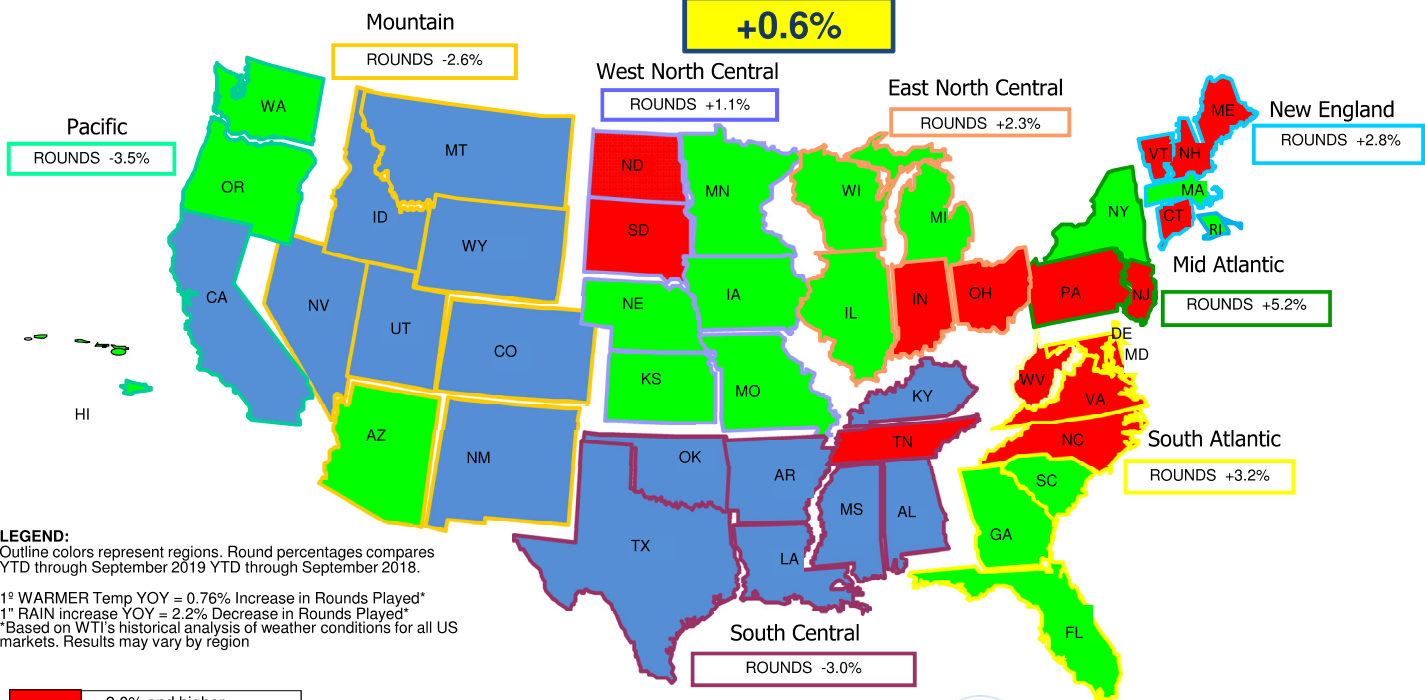 +0.6%
Mountain
ROUNDS -2.6%
West North Central
ROUNDS +1.1%
East North Central
ROUNDS +2.3%
New England
ROUNDS +2.8%
Pacific
ROUNDS -3.5%
WA
OR
CA
HI
MT
ID
WY
NV
UT
CO
AZ
NM
ND
SD
MN
NE
IA
KS
MO
WI
MI
IL
IN
OH
ME
VT
NH
MA
CT
RI
NY
PA
NJ
Mid Atlantic
ROUNDS +5.2%
DE
MD
WV
VA
NC
SC
GA
FL
South Atlantic
ROUNDS +3.2%
KY
TN
OK
AR
TX
LA
MS
AL
South Central
ROUNDS -3.0%
LEGEND:
Outline colors represent regions. Round percentages compares
YTD through September 2019 YTD through September 2018.
1º WARMER Temp YOY = 0.76% Increase in Rounds Played*
1" RAIN increase YOY = 2.2% Decrease in Rounds Played*
*Based on WTI's historical analysis of weather conditions for all US
markets. Results may vary by region
and higher